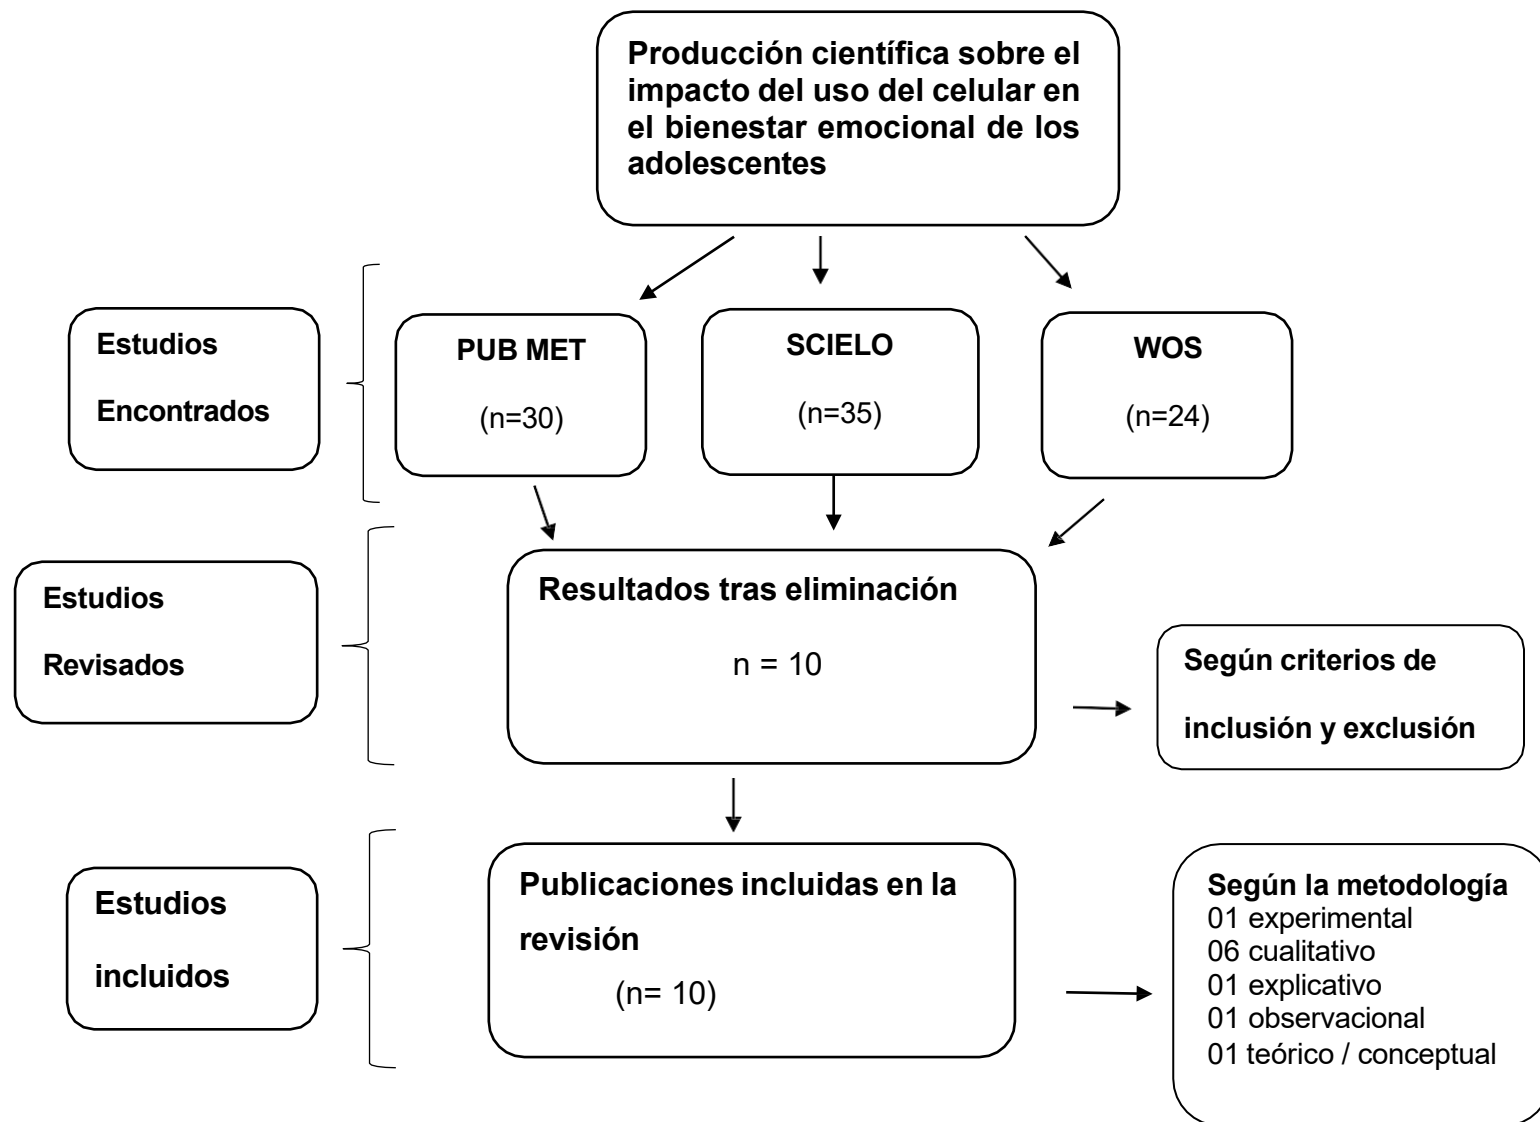 Producción científica sobre el
impacto del uso del celular en
el bienestar emocional de los
adolescentes
Estudios
Encontrados
PUB MET
(n=30)
SCIELO
(n=35)
WOS
(n=24)
Estudios
Revisados
Resultados tras eliminación
n = 10
Según criterios de
inclusión y exclusión
Estudios
incluidos
Publicaciones incluidas en la
revisión
(n= 10)
Según la metodología
01 experimental
06 cualitativo
01 explicativo
01 observacional
01 teórico / conceptual